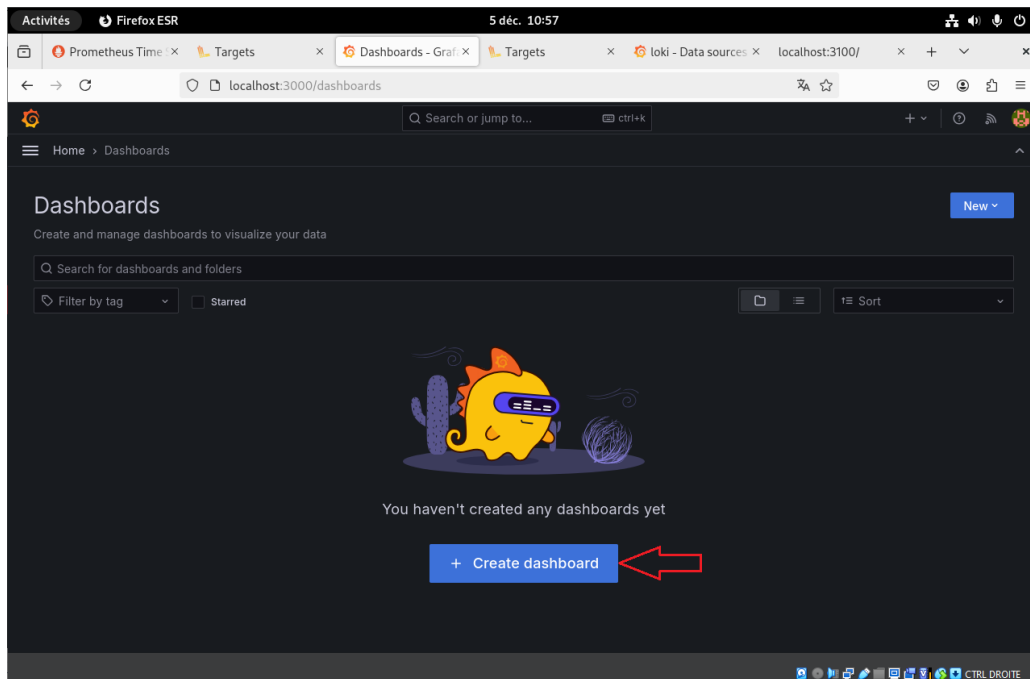 Activités Firefox ESR 5 déc. 10:57
Prometheus Time Targets Dashboards - Graf Targets loki - Data sources localhost:3100/
localhost:3000/dashboards
Search or jump to... ctrl+k
Home › Dashboards
Dashboards
New
Create and manage dashboards to visualize your data
Search for dashboards and folders
Filter by tag Starred Sort
You haven't created any dashboards yet
+ Create dashboard
CTRL DROITE